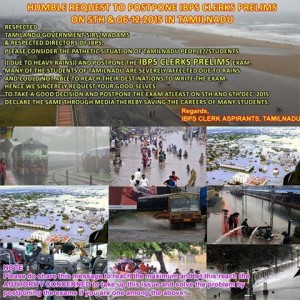 HUMBLE REQUEST TO POSTPONE IBPS CLERKS PRELIMS
ON 5TH & 06-12-2015 IN TAMILNADU
RESPECTED
TAMILANDU GOVERNMENT SIRS/MADAMS
& RESPECTED DIRECTORS OF IBPS,
PLEASE CONSIDER THE PATHETIC SITUATION OF TAMILNADU PEOPLE//STUDENTS
((DUE TO HEAVY RAINS)) AND POSTPONE THE IBPS CLERKS PRELIMS EXAM.
MANY OF THE STUDENTS OF TAMILNADU ARE SEVERELY AFFECTED DUE TO RAINS
AND COULD NOT ABLE TO REACH THEIR DESTINATIONS TO WRITE THE EXAM
HENCE WE SINCERELY REQUEST YOUR GOOD SELVES
TO TAKE A GOOD DECISION AND POSTPONE THE EXAM ATLEAST ON 5TH AND 6TH DEC-2015
DECLARE THE SAME THROUGH MEDIA THEREBY SAVING THE CAREERS OF MANY STUDENTS
Regards,
IBPS CLERK ASPIRANTS, TAMILNADU
NOTE
Please do share this message to reach the maximum and let this reach the
AUTHORITY CONCERNED to take up this issue and solve the problem by
postponing the exams if you are one among the above.